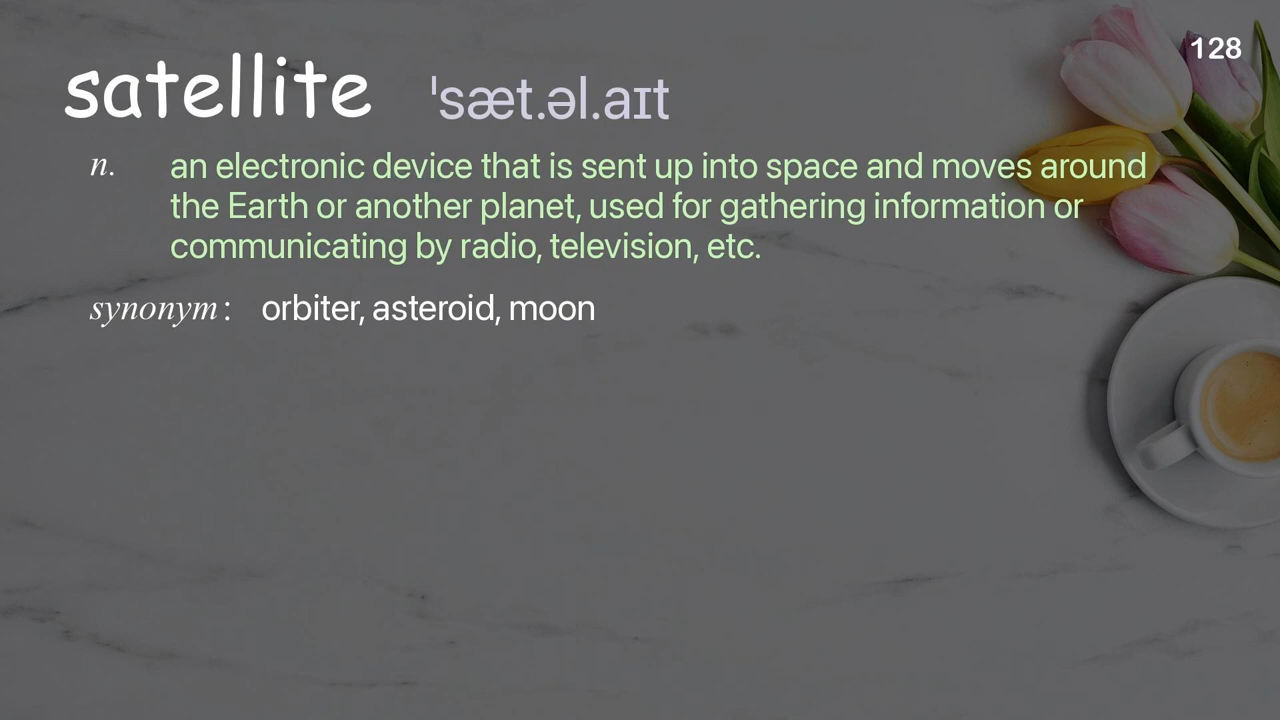 128
satellite ˈsæt.əl.aɪt
n. an electronic device that is sent up into space and moves around
the Earth or another planet, used for gathering information or
communicating by radio, television, etc.
synonym : orbiter, asteroid, moon